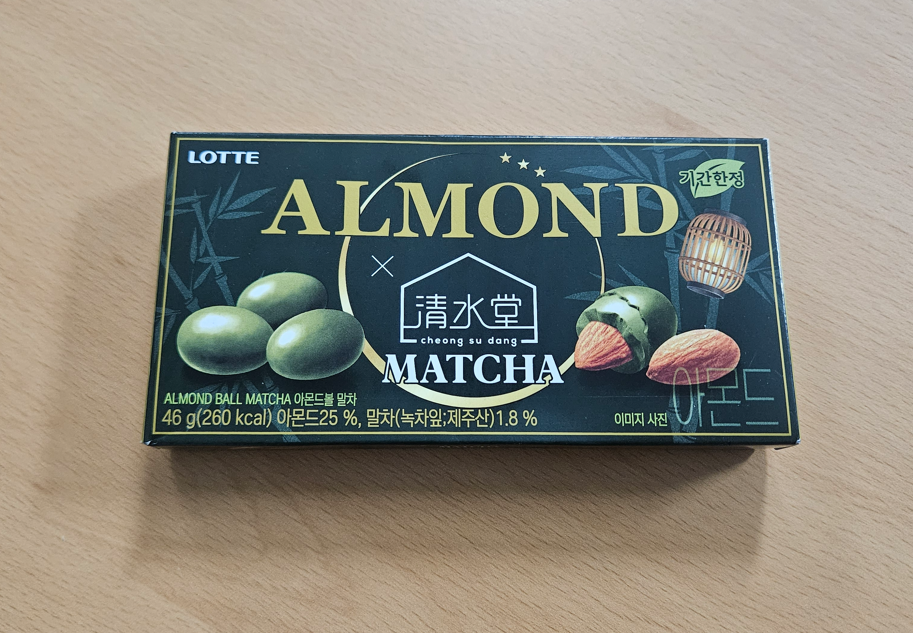 LOTTE
ALMOND
기간한정
×
清水堂
cheong su dang
MATCHA
ALMOND BALL MATCHA 아몬드볼 말차
46 g(260 kcal) 아몬드25 %, 말차(녹차잎;제주산)1.8 %
이미지 사진
아몬드